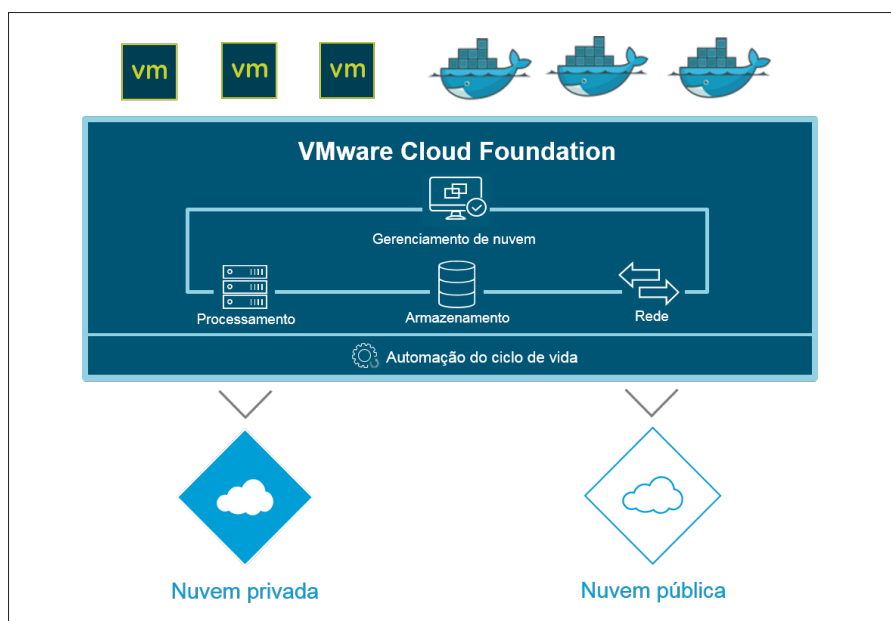 vm vm vm
VMware Cloud Foundation
Gerenciamento de nuvem
Processamento Armazenamento Rede
Automação do ciclo de vida
Nuvem privada Nuvem pública